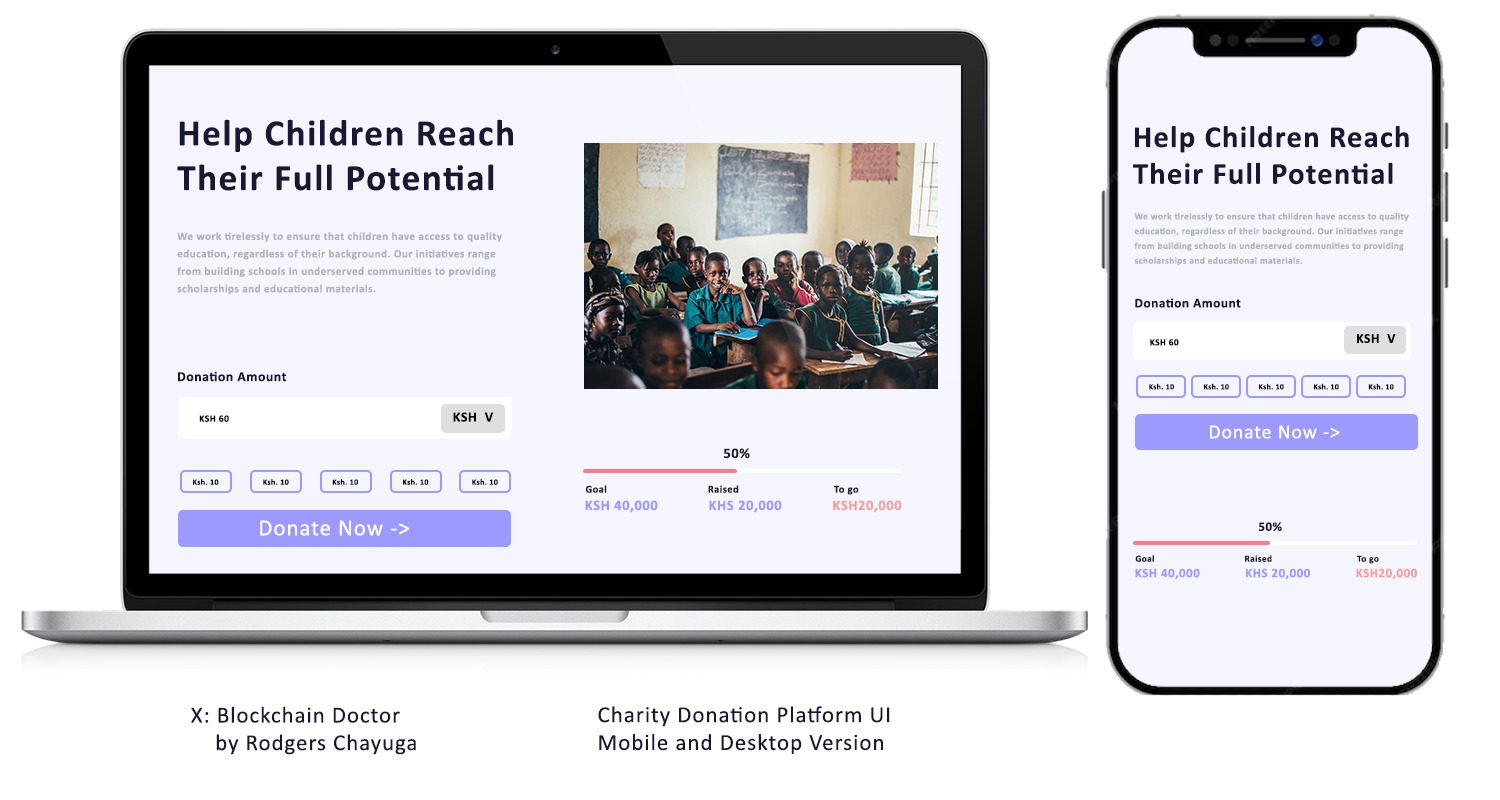 Help Children Reach
Their Full Potential
We work tirelessly to ensure that children have access to quality
education, regardless of their background. Our initiatives range
from building schools in underserved communities to providing
scholarships and educational materials.
Donation Amount
KSH 60
KSH V
Ksh. 10
Ksh. 10
Ksh. 10
Ksh. 10
Ksh. 10
Donate Now ->
50%
Goal
Raised
To go
KSH 40,000
KHS 20,000
KSH20,000
Help Children Reach
Their Full Potential
We work tirelessly to ensure that children have access to quality
education, regardless of their background. Our initiatives range
from building schools in underserved communities to providing
scholarships and educational materials.
Donation Amount
KSH 60
KSH V
Ksh. 10
Ksh. 10
Ksh. 10
Ksh. 10
Ksh. 10
Donate Now ->
50%
Goal
Raised
To go
KSH 40,000
KHS 20,000
KSH20,000
X: Blockchain Doctor
by Rodgers Chayuga
Charity Donation Platform UI
Mobile and Desktop Version